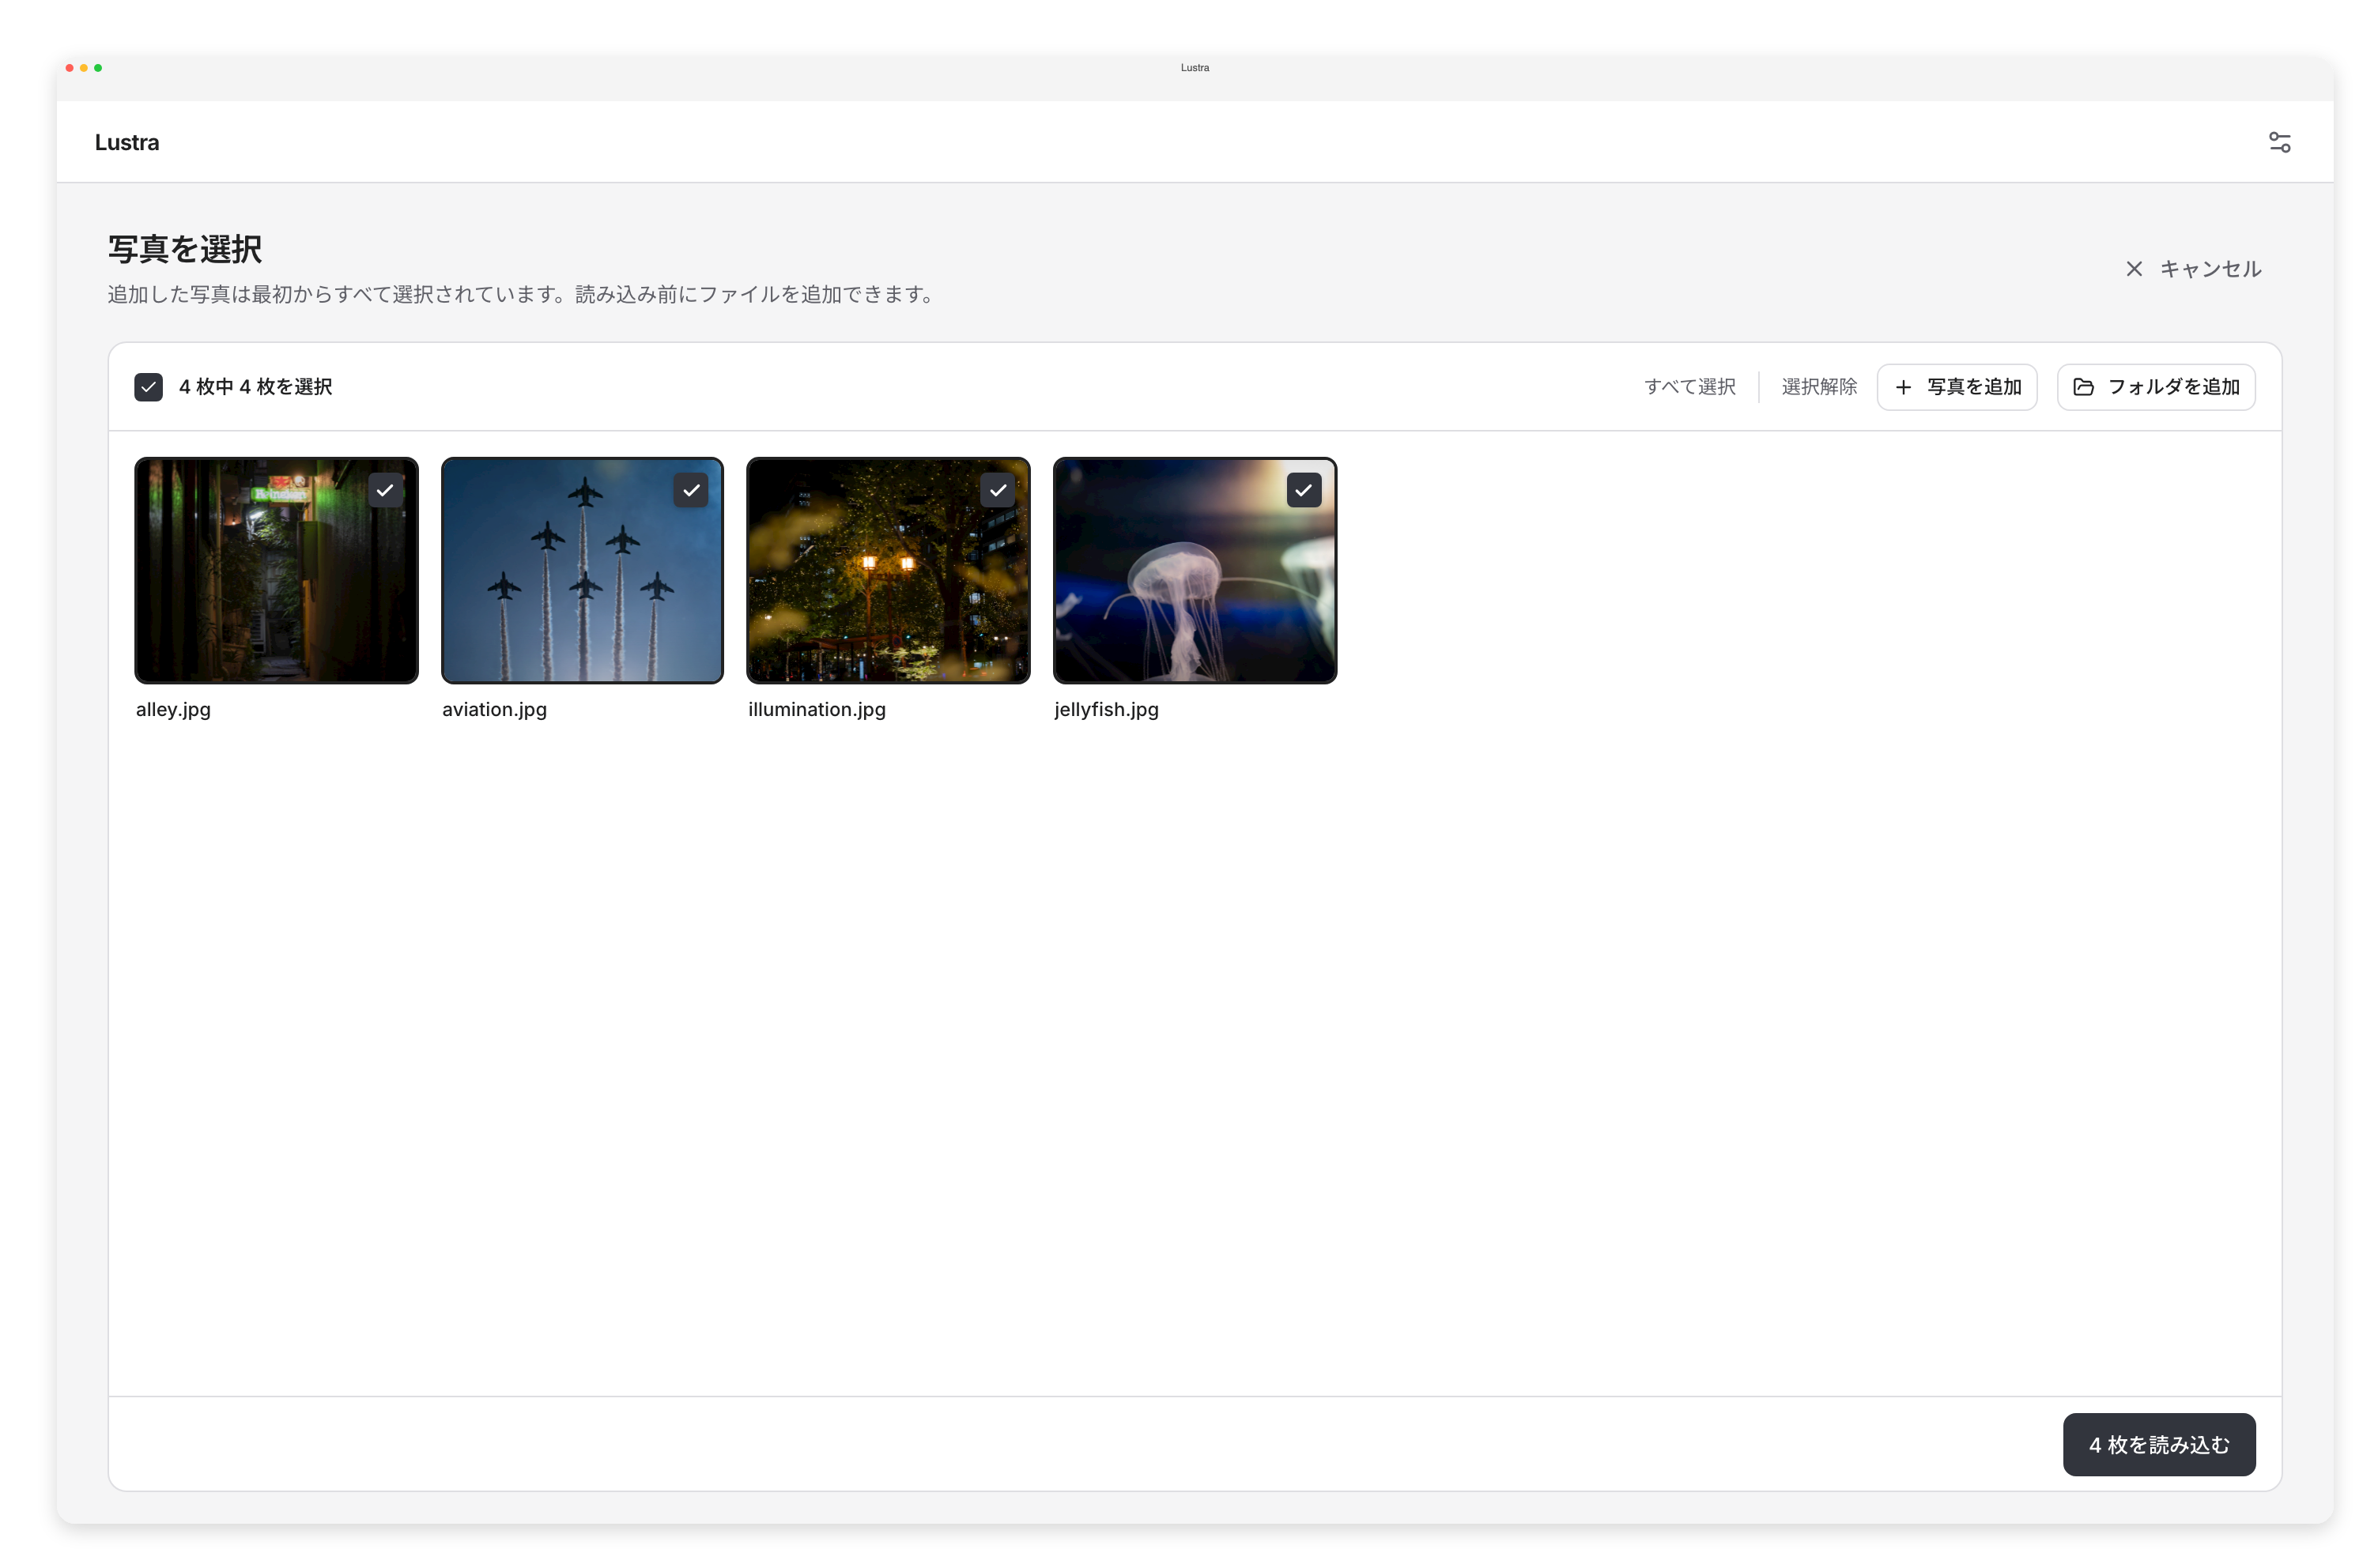 Lustra
Lustra
写真を選択
追加した写真は最初からすべて選択されています。読み込み前にファイルを追加できます。
キャンセル
4 枚中 4 枚を選択
すべて選択
選択解除
写真を追加
フォルダを追加
Heineken
alley.jpg
aviation.jpg
illumination.jpg
jellyfish.jpg
4 枚を読み込む